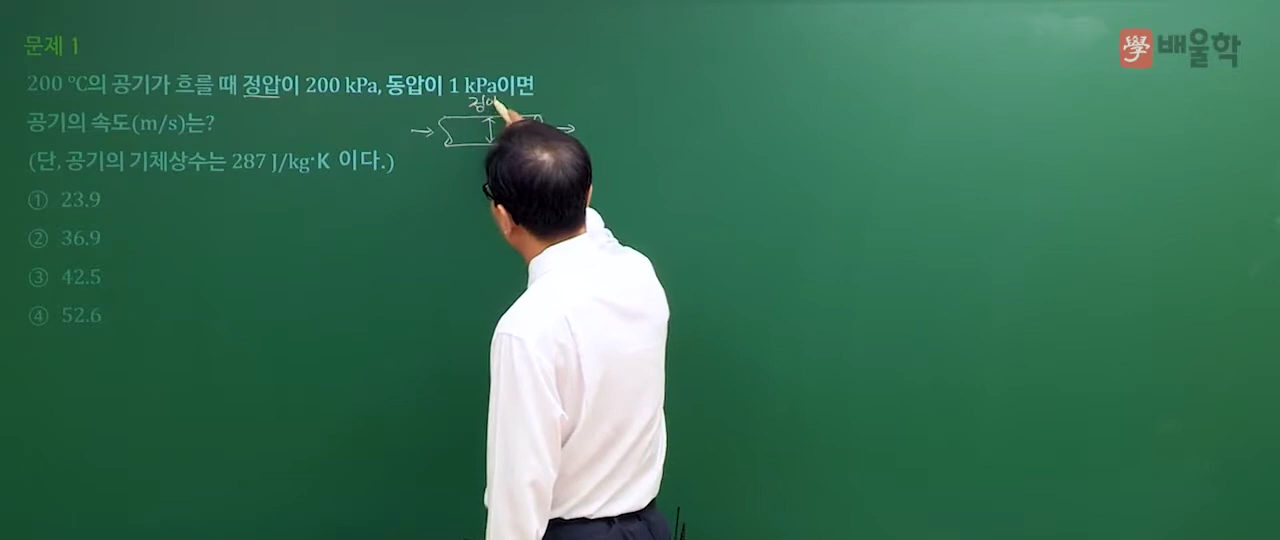 문제 1
學배울학
200 ℃의 공기가 흐를 때 정압이 200 kPa, 동압이 1 kPa이면
공기의 속도(m/s)는?
(단, 공기의 기체상수는 287 J/kg·K 이다.)
① 23.9
② 36.9
③ 42.5
④ 52.6